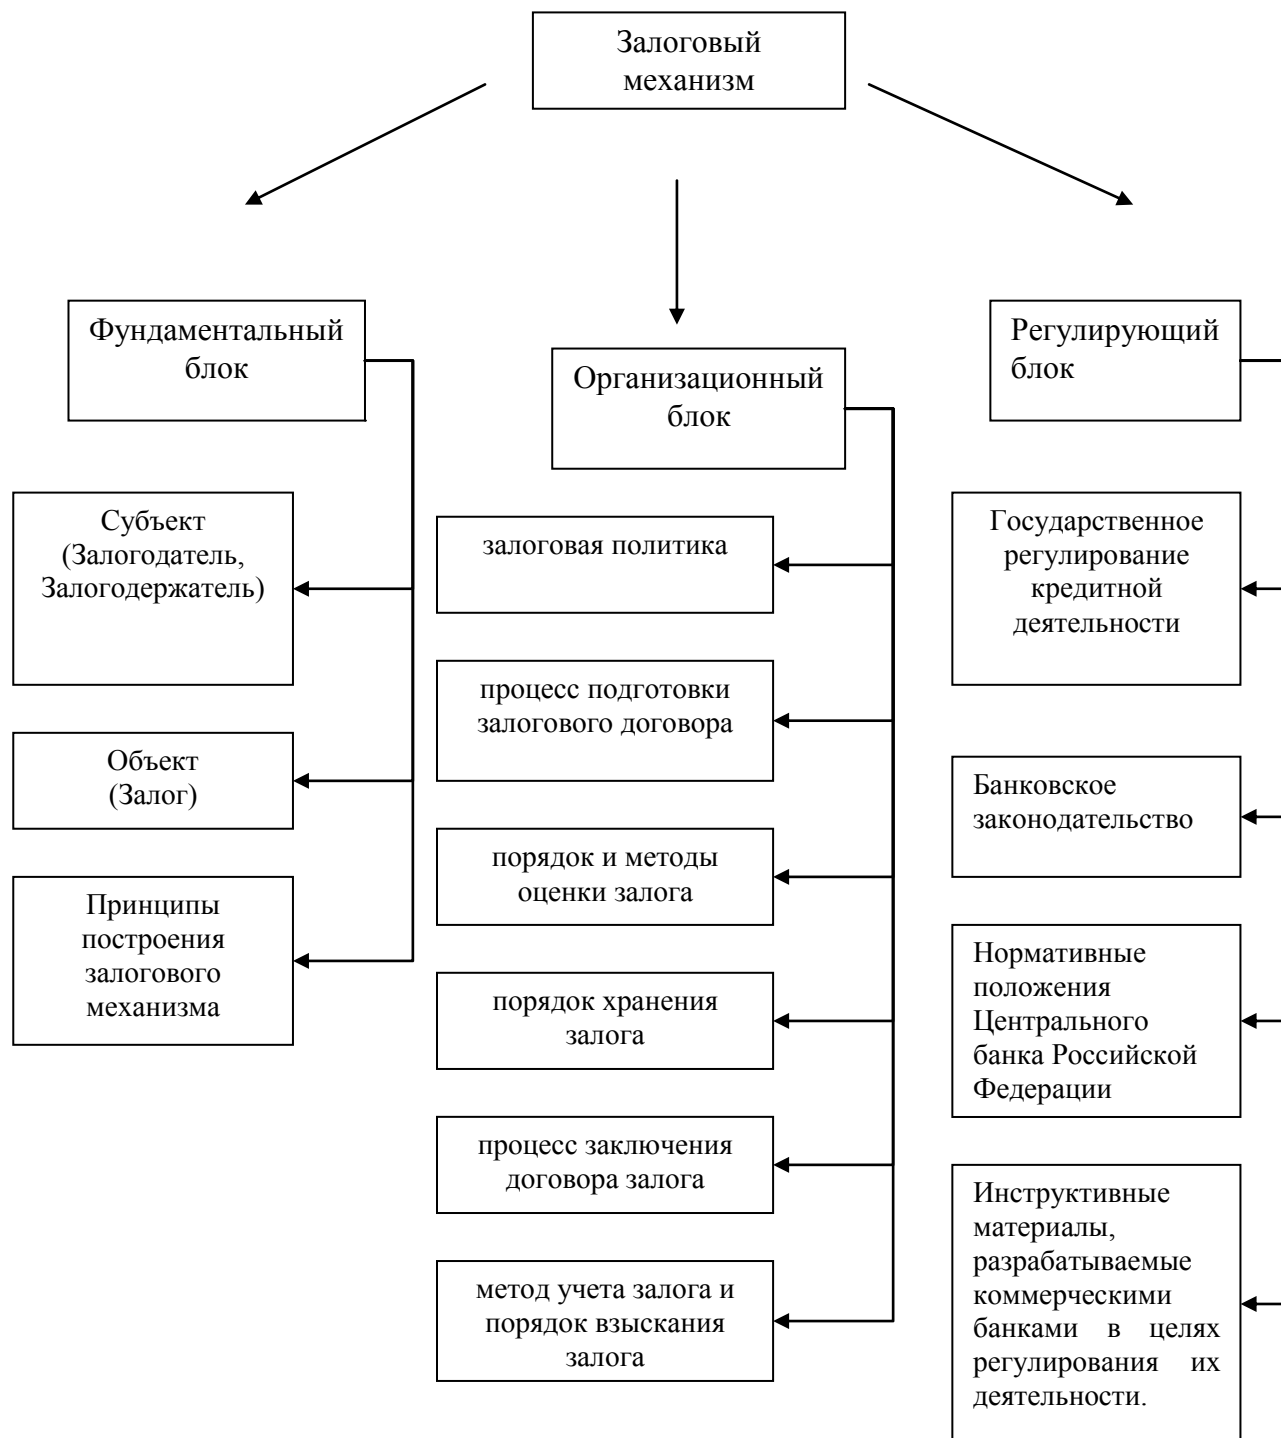 Залоговый
механизм
Фундаментальный
блок
Субъект
(Залогодатель,
Залогодержатель)
Объект
(Залог)
Принципы
построения
залогового
механизма
Организационный
блок
залоговая политика
процесс подготовки
залогового договора
порядок и методы
оценки залога
порядок хранения
залога
процесс заключения
договора залога
метод учета залога и
порядок взыскания
залога
Регулирующий
блок
Государственное
регулирование
кредитной
деятельности
Банковское
законодательство
Нормативные
положения
Центрального
банка Российской
Федерации
Инструктивные
материалы,
разрабатываемые
коммерческими
банками в целях
регулирования их
деятельности.